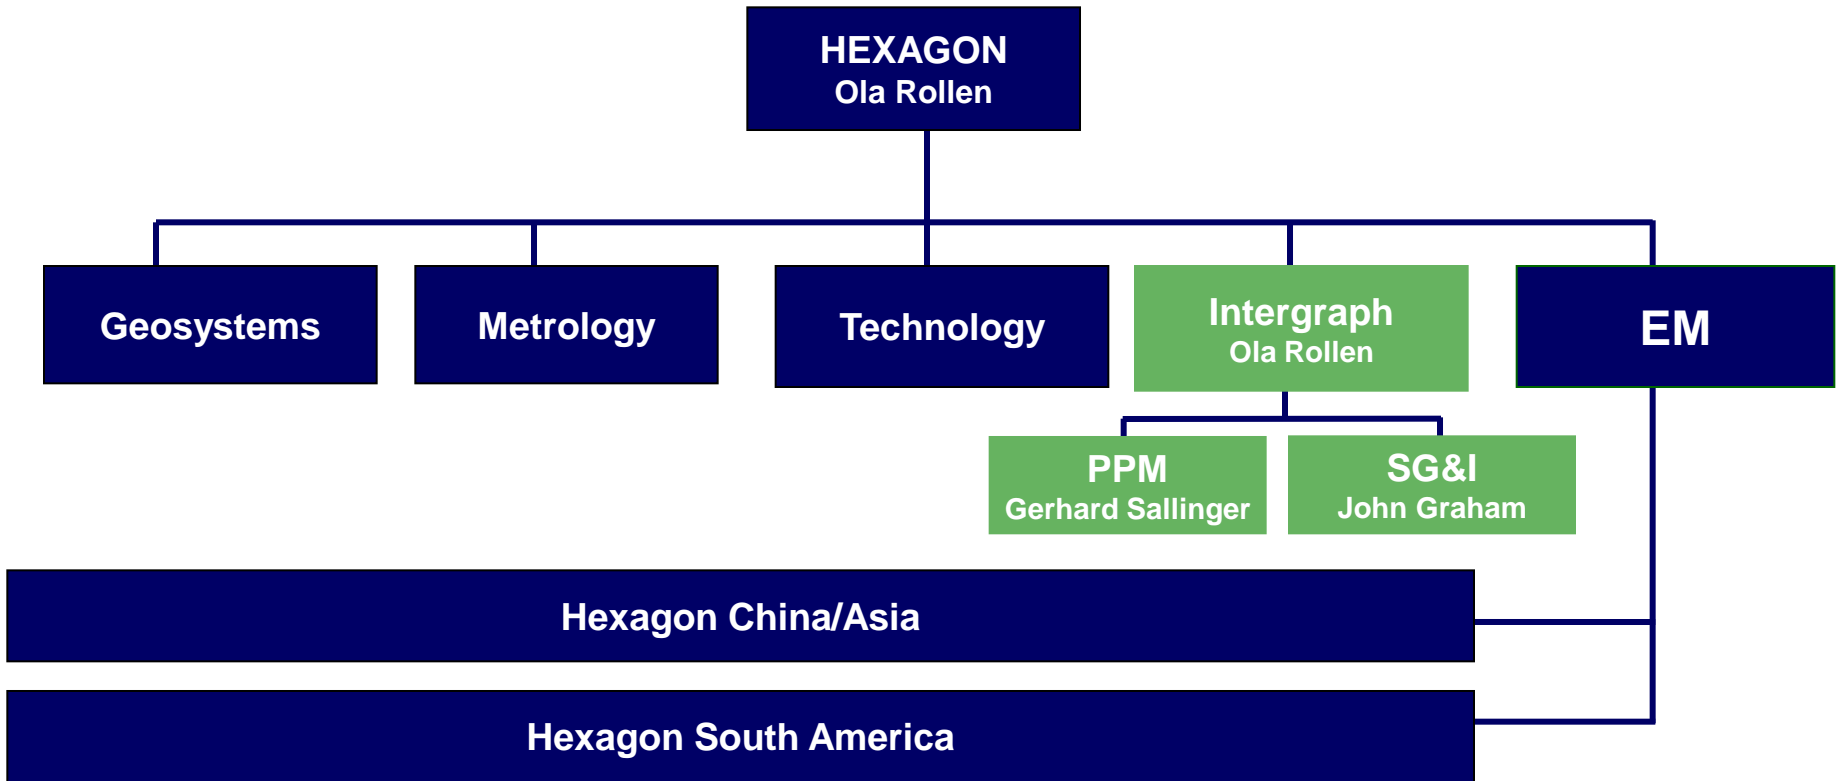 HEXAGON
Ola Rollen
Geosystems
Metrology
Technology
Intergraph
Ola Rollen
EM
PPM
Gerhard Sallinger
SG&I
John Graham
Hexagon China/Asia
Hexagon South America